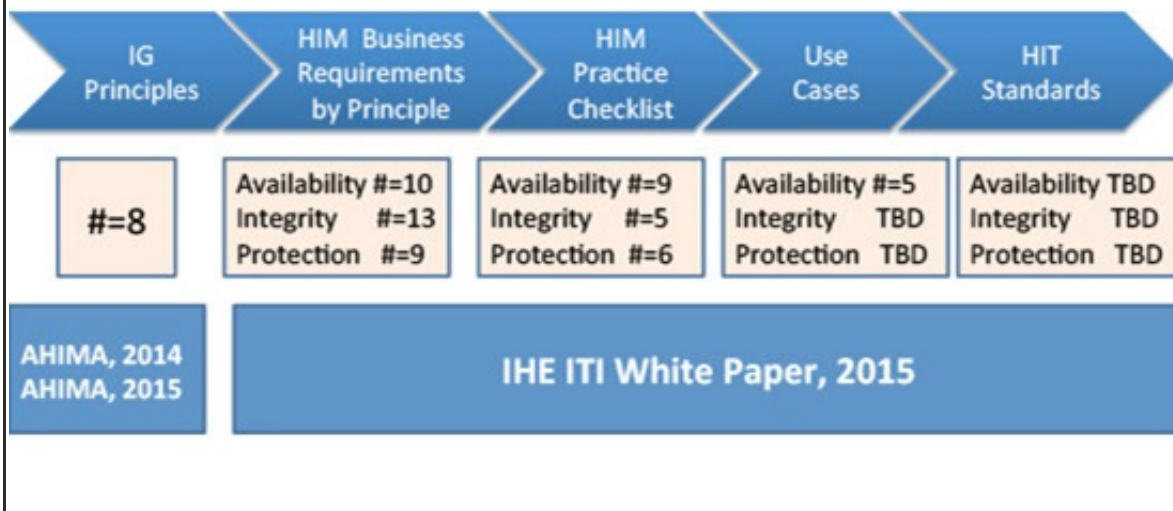 IG
Principles
HIM Business
Requirements
by Principle
HIM
Practice
Checklist
Use
Cases
HIT
Standards
#=8
Availability #=10
Integrity #=13
Protection #=9
Availability #=9
Integrity #=5
Protection #=6
Availability #=5
Integrity TBD
Protection TBD
Availability TBD
Integrity TBD
Protection TBD
AHIMA, 2014
AHIMA, 2015
IHE ITI White Paper, 2015